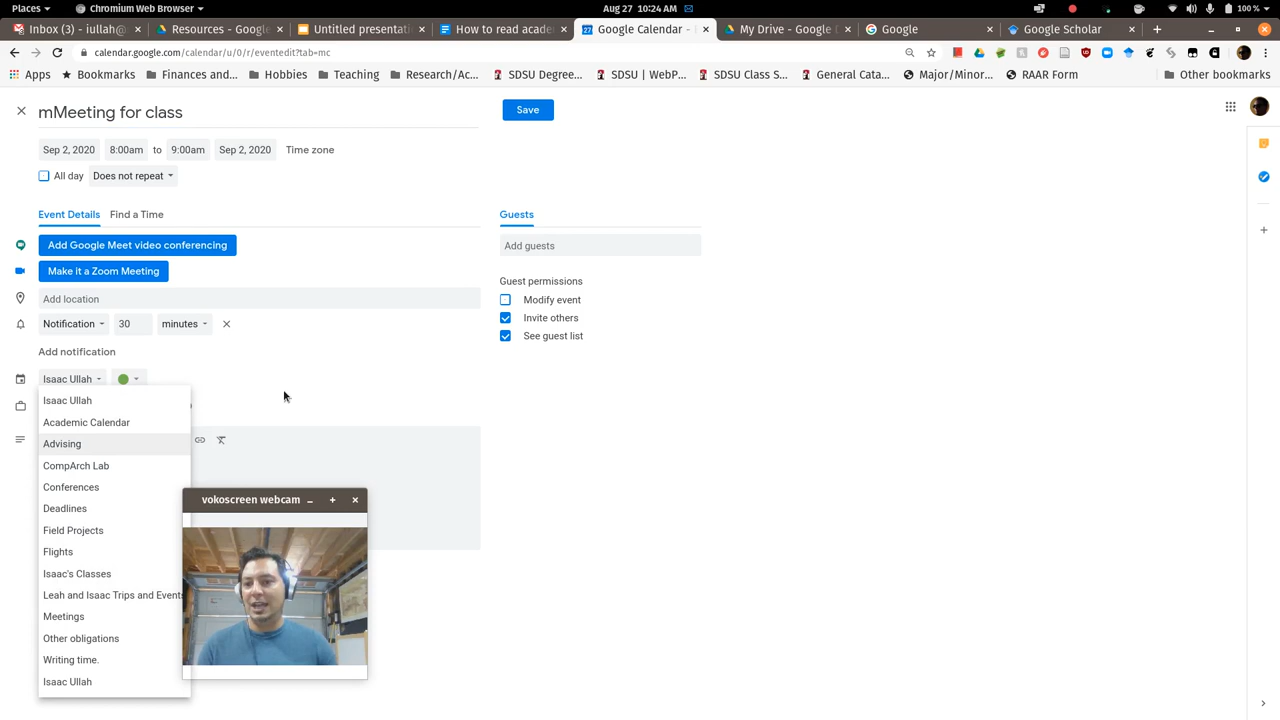 Places
Chromium Web Browser
Aug 27 10:24 AM
100 %
Inbox (3) - iullah@
Resources - Goog
Untitled presentati
How to read acade
Google Calendar -
My Drive - Google D
Google
Google Scholar
calendar.google.com/calendar/u/0/r/eventedit?tab=mc
Apps
Bookmarks
Finances and...
Hobbies
Teaching
Research/Ac...
SDSU Degree...
SDSU | WebP...
SDSU Class S...
General Cata...
Major/Minor...
RAAR Form
Other bookmarks
mMeeting for class
Save
Sep 2, 2020 8:00am to 9:00am Sep 2, 2020 Time zone
All day Does not repeat
Event Details Find a Time
Guests
Add Google Meet video conferencing
Add guests
Make it a Zoom Meeting
Guest permissions
Add location
Modify event
Notification 30 minutes
Invite others
See guest list
Add notification
Isaac Ullah
Isaac Ullah
Academic Calendar
Advising
CompArch Lab
Conferences
Deadlines
Field Projects
Flights
Isaac's Classes
Leah and Isaac Trips and Events
Meetings
Other obligations
Writing time.
Isaac Ullah
vokoscreen webcam